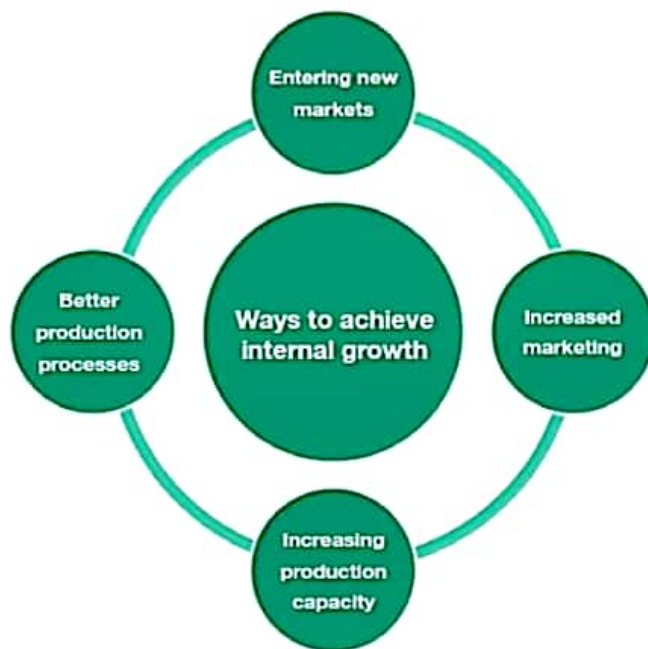 Entering new
markets
Better
production
processes
Ways to achieve
internal growth
Increased
marketing
Increasing
production
capacity